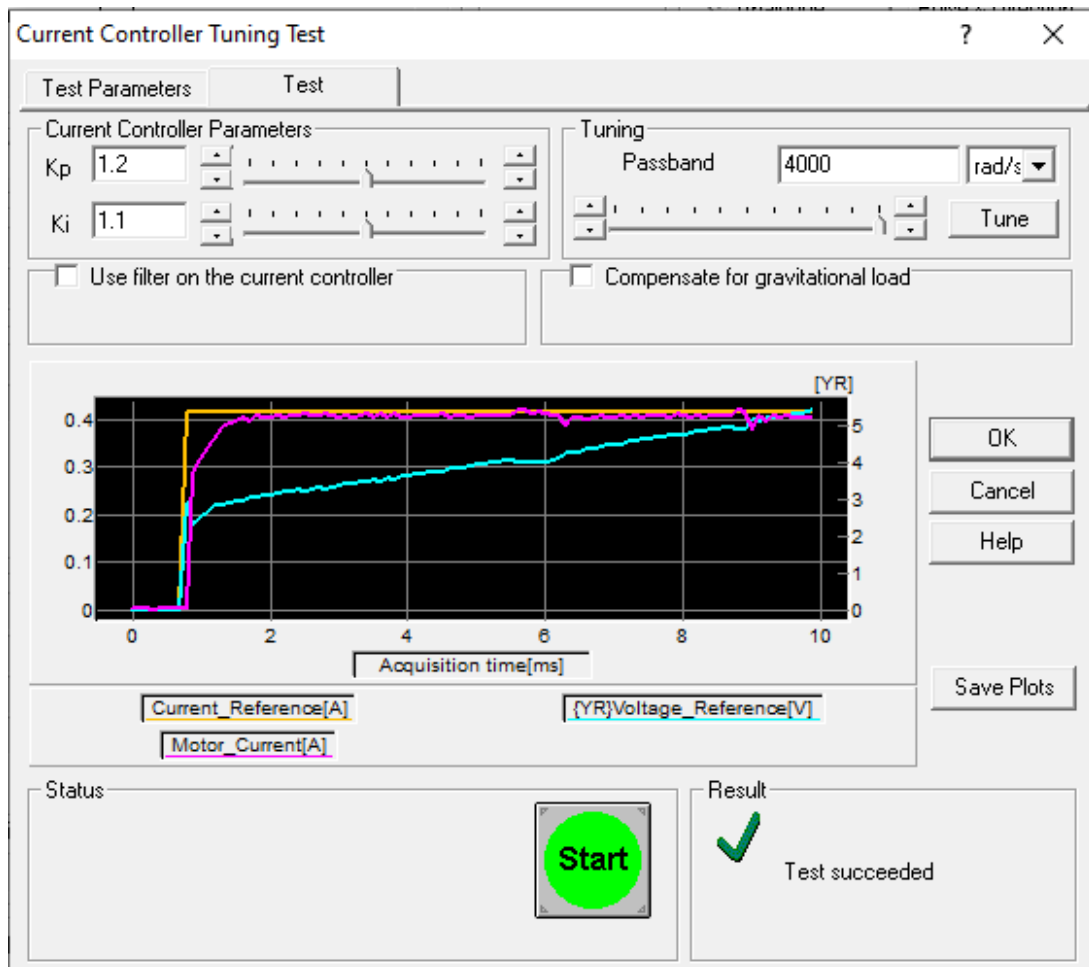 Current Controller Tuning Test ?
Test Parameters Test
Current Controller Parameters Tuning
Kp 1.2 Passband 4000 rad/s
Ki 1.1 Tune
Use filter on the current controller Compensate for gravitational load
[YR]
0.4 5
0.3 4
0.2 3
2
0.1 1
0 0
0 2 4 6 8 10
Acquisition time[ms]
Current_Reference[A] {YR}Voltage_Reference[V]
Motor_Current[A]
OK
Cancel
Help
Save Plots
Status Result
Start
Test succeeded